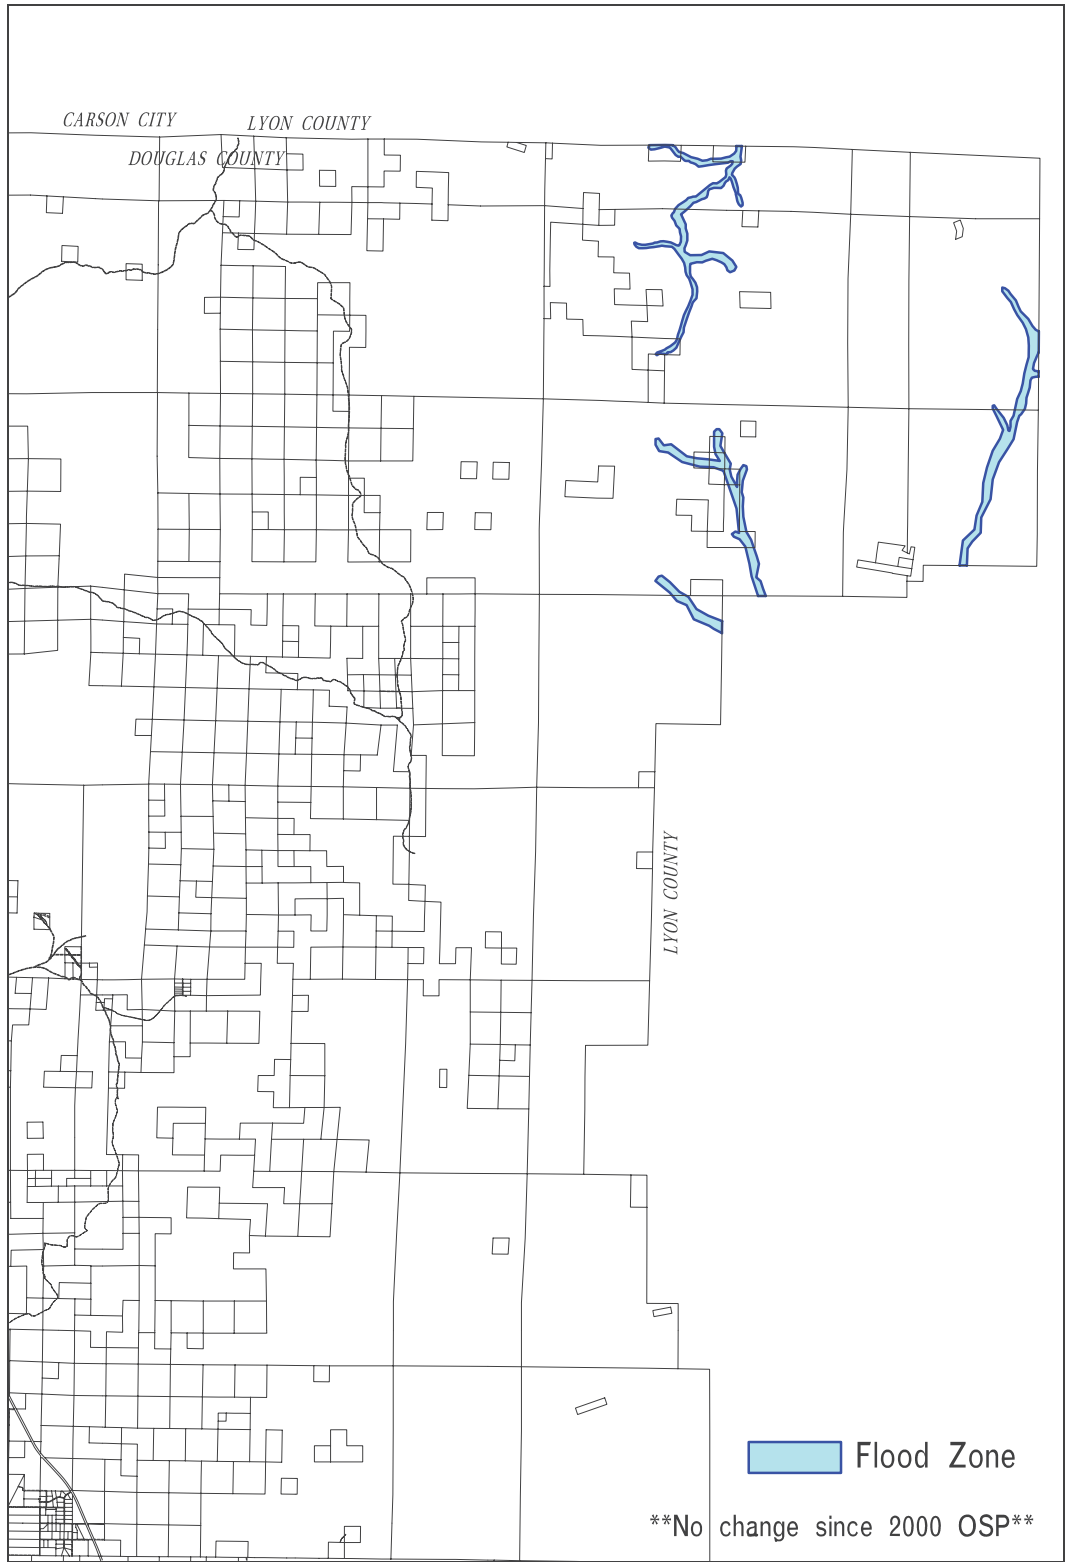 CARSON CITY
LYON COUNTY
DOUGLAS COUNTY
LYON COUNTY
Flood Zone
**No change since 2000 OSP**